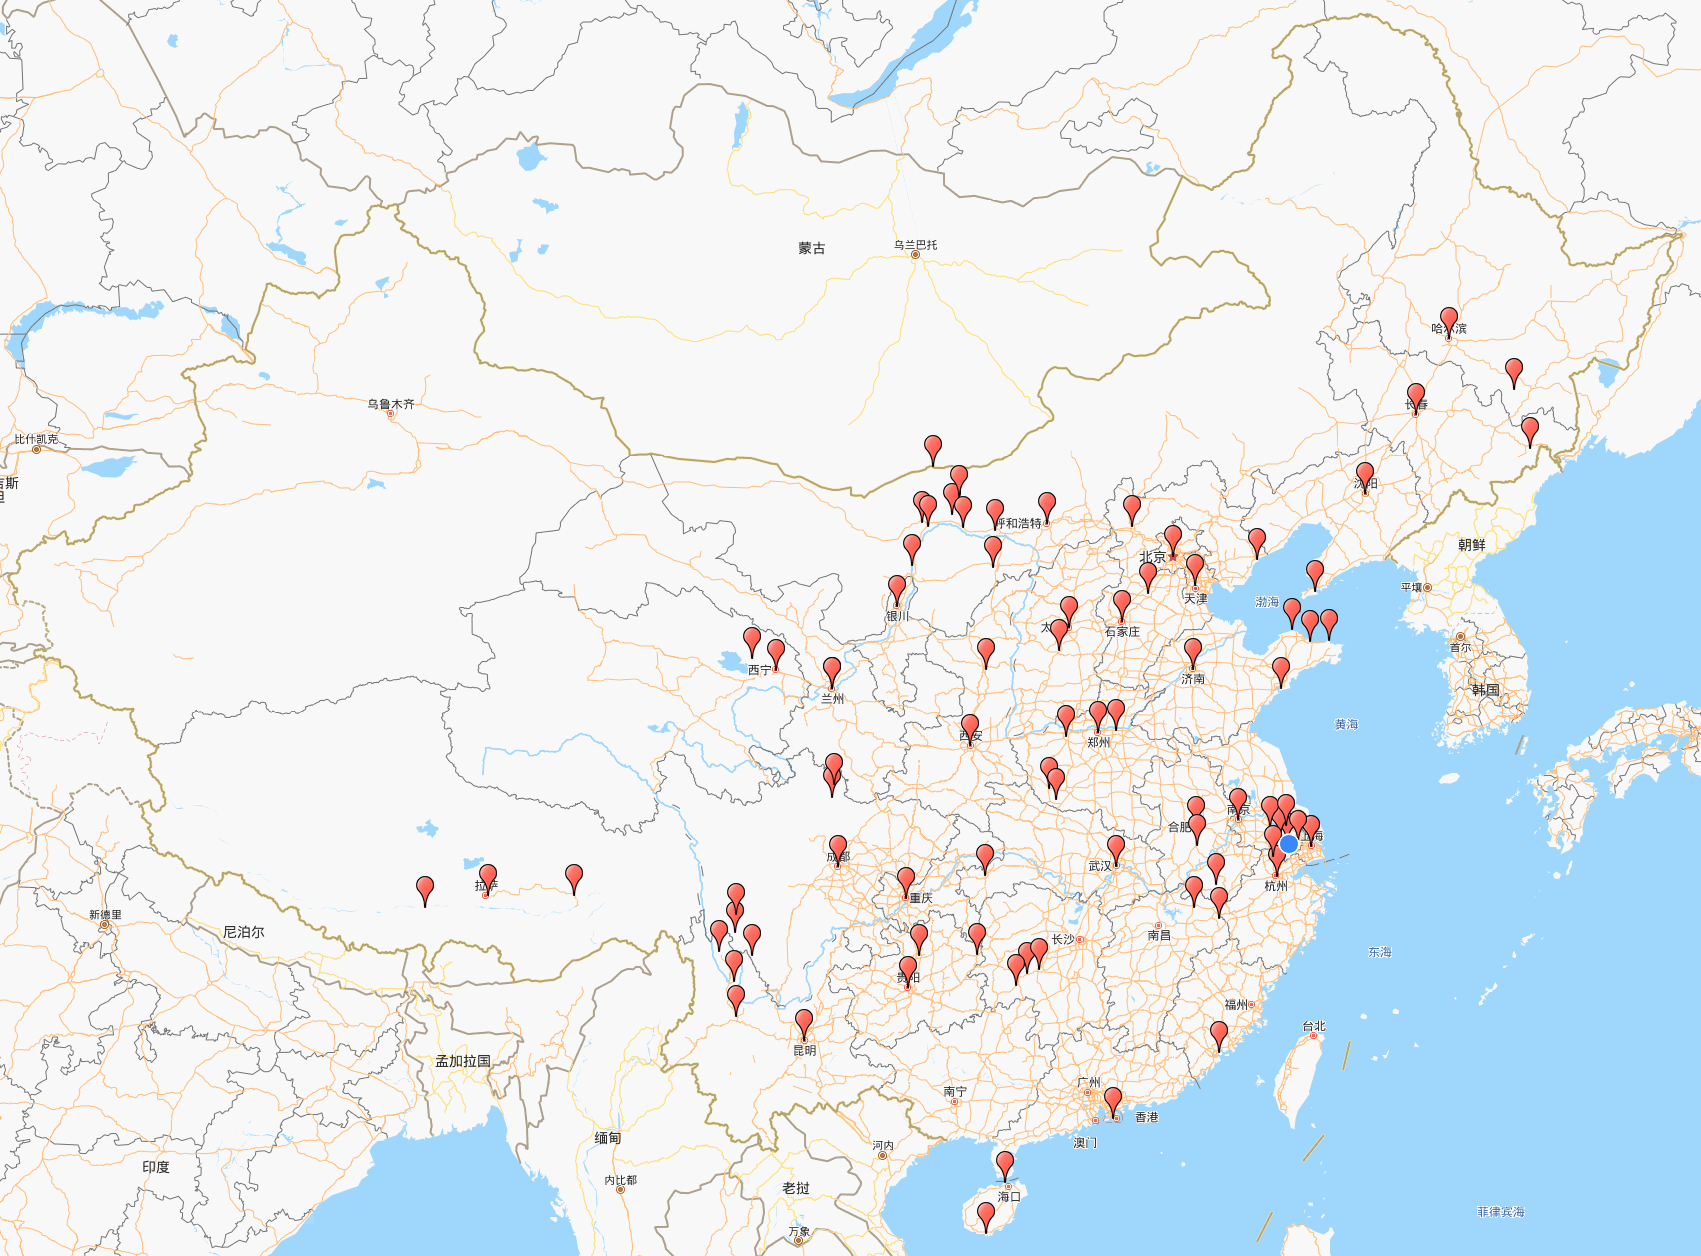 蒙古
乌兰巴托
哈尔滨
乌鲁木齐
长春
比什凯克
吉斯
坦
沈阳
呼和浩特
朝鲜
北京
平壤
天津
渤海
银川
石家庄
首尔
西宁
济南
韩国
兰州
黄海
西安
郑州
南京
合肥
上海
成都
武汉
拉萨
杭州
重庆
新德里
尼泊尔
南昌
长沙
东海
贵阳
福州
台北
昆明
孟加拉国
广州
南宁
香港
缅甸
澳门
河内
印度
内比都
老挝
海口
菲律宾海
万象